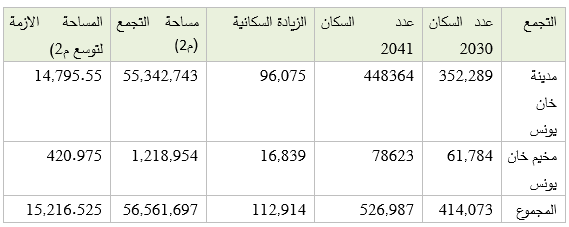 التجمع | عدد السكان 2030 | عدد السكان 2041 | الزيادة السكانية | مساحة التجمع (م2) | المساحة الازمة لتوسع م2)
مدينة خان يونس | 352,289 | 448364 | 96,075 | 55,342,743 | 14,795.55
مخيم خان يونس | 61,784 | 78623 | 16,839 | 1,218,954 | 420.975
المجموع | 414,073 | 526,987 | 112,914 | 56,561,697 | 15,216.525